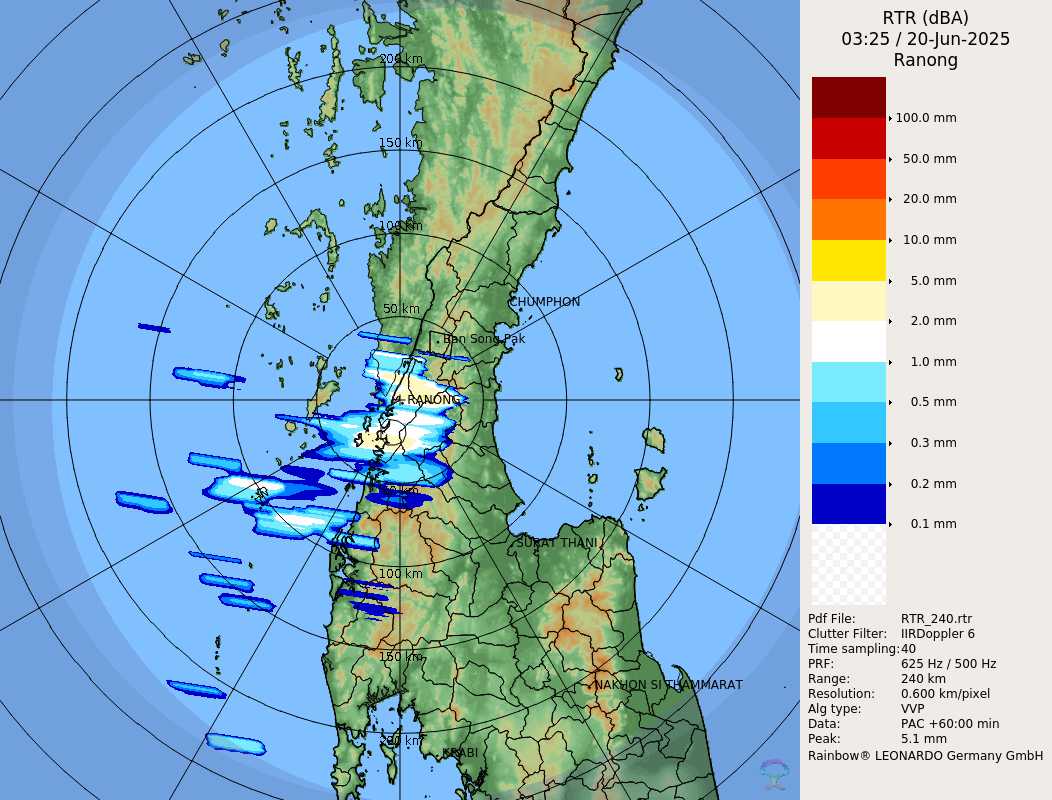 RTR (dBA)
03:25 / 20-Jun-2025
Ranong
100.0 mm
50.0 mm
20.0 mm
10.0 mm
5.0 mm
2.0 mm
1.0 mm
0.5 mm
0.3 mm
0.2 mm
0.1 mm
Pdf File: RTR_240.rtr
Clutter Filter: IIRDoppler 6
Time sampling:40
PRF: 625 Hz / 500 Hz
Range: 240 km
Resolution: 0.600 km/pixel
Alg type: VVP
Data: PAC +60:00 min
Peak: 5.1 mm
Rainbow® LEONARDO Germany GmbH
200 km
150 km
100 km
50 km
CHUMPHON
Ban Song Pak
RANONG
50 km
SURAT THANI
100 km
150 km
NAKHON SI THAMMARAT
200 km
KRABI